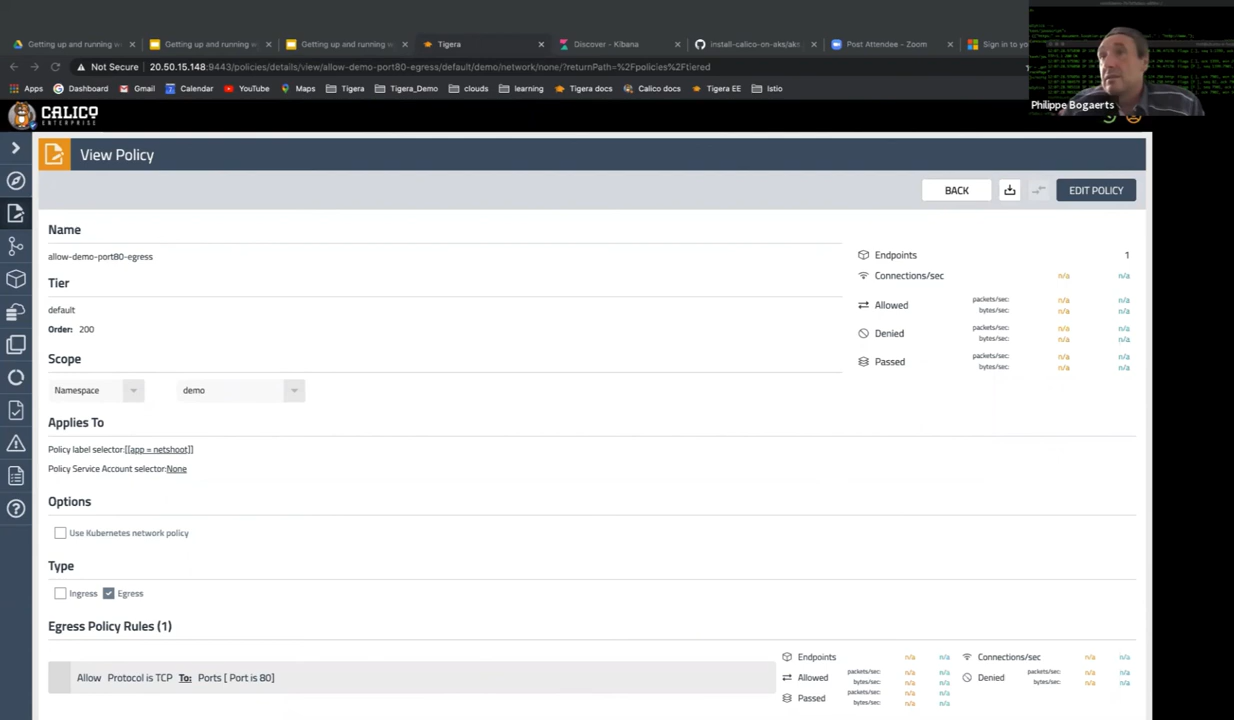 Getting up and running w
Getting up and running w
Getting up and running w
Tigera
Discover - Kibana
install-calico-on-aks/aks
Post Attendee - Zoom
Sign in to yo
Not Secure
20.50.15.148:9443/policies/details/view/allow-demo-port80-egress/default/demo/network/none/?returnPath=%2Fpolicies%2Ftiered
Apps
Dashboard
Gmail
Calendar
YouTube
Maps
Tigera_Demo
clouds
learning
Tigera docs
Calico docs
Tigera EE
Istio
Philippe Bogaerts
CALICO
ENTERPRISE
View Policy
BACK
EDIT POLICY
Name
allow-demo-port80-egress
Tier
default
Order: 200
Scope
Namespace
demo
Applies To
Policy label selector:[[app = netshoot]]
Policy Service Account selector:None
Options
Use Kubernetes network policy
Type
Ingress
Egress
Endpoints 1
Connections/sec n/a n/a
Allowed
packets/sec: n/a n/a
bytes/sec: n/a n/a
Denied
packets/sec: n/a n/a
bytes/sec: n/a n/a
Passed
packets/sec: n/a n/a
bytes/sec: n/a n/a
Egress Policy Rules (1)
Allow Protocol is TCP To: Ports [ Port is 80]
Endpoints n/a n/a
Connections/sec n/a n/a
Allowed
packets/sec: n/a n/a
bytes/sec: n/a n/a
Denied
packets/sec: n/a n/a
bytes/sec: n/a n/a
Passed
packets/sec: n/a n/a
bytes/sec: n/a n/a